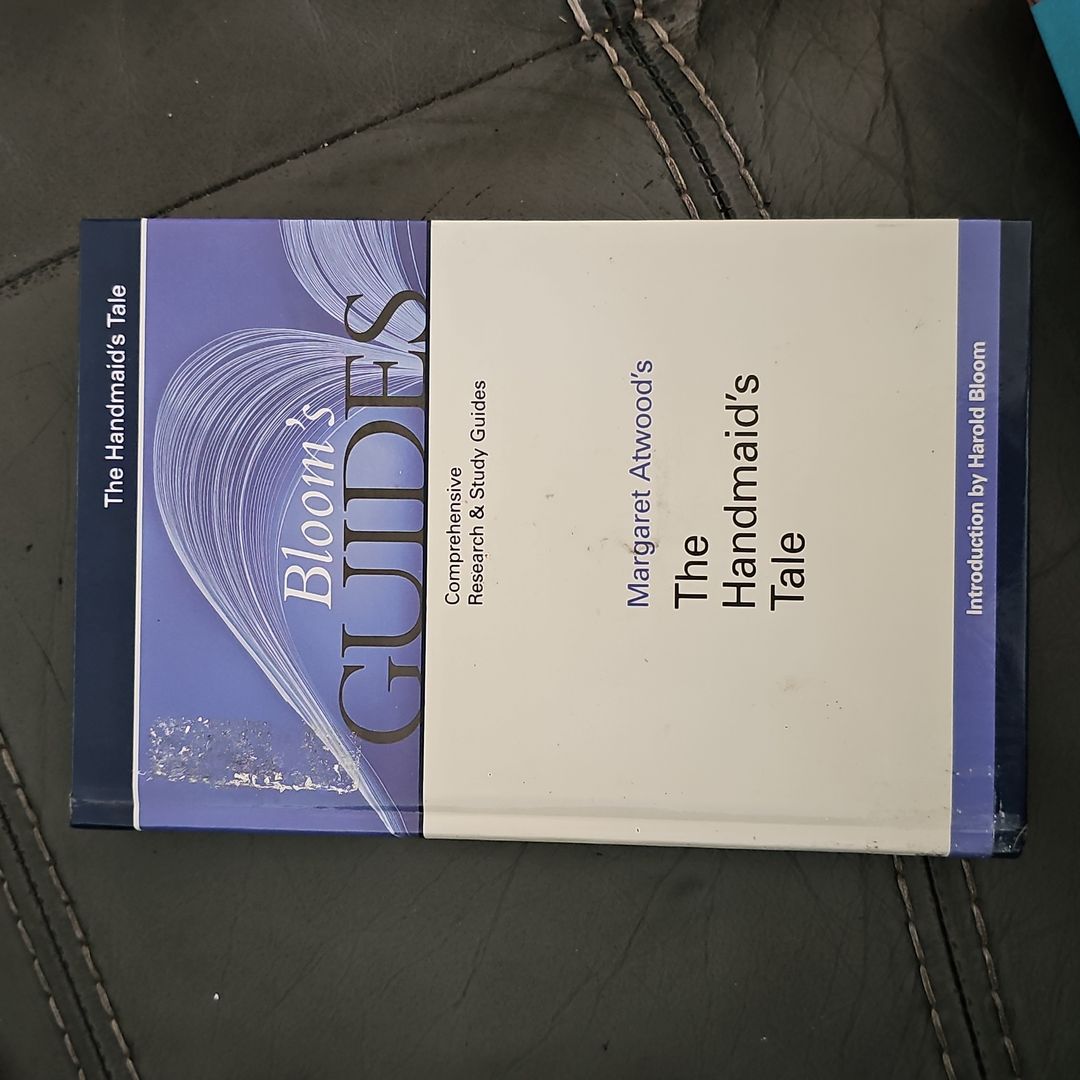 The Handmaid's Tale
Bloom's
GUIDES
Comprehensive
Research & Study Guides
Margaret Atwood's
The
Handmaid's
Tale
Introduction by Harold Bloom